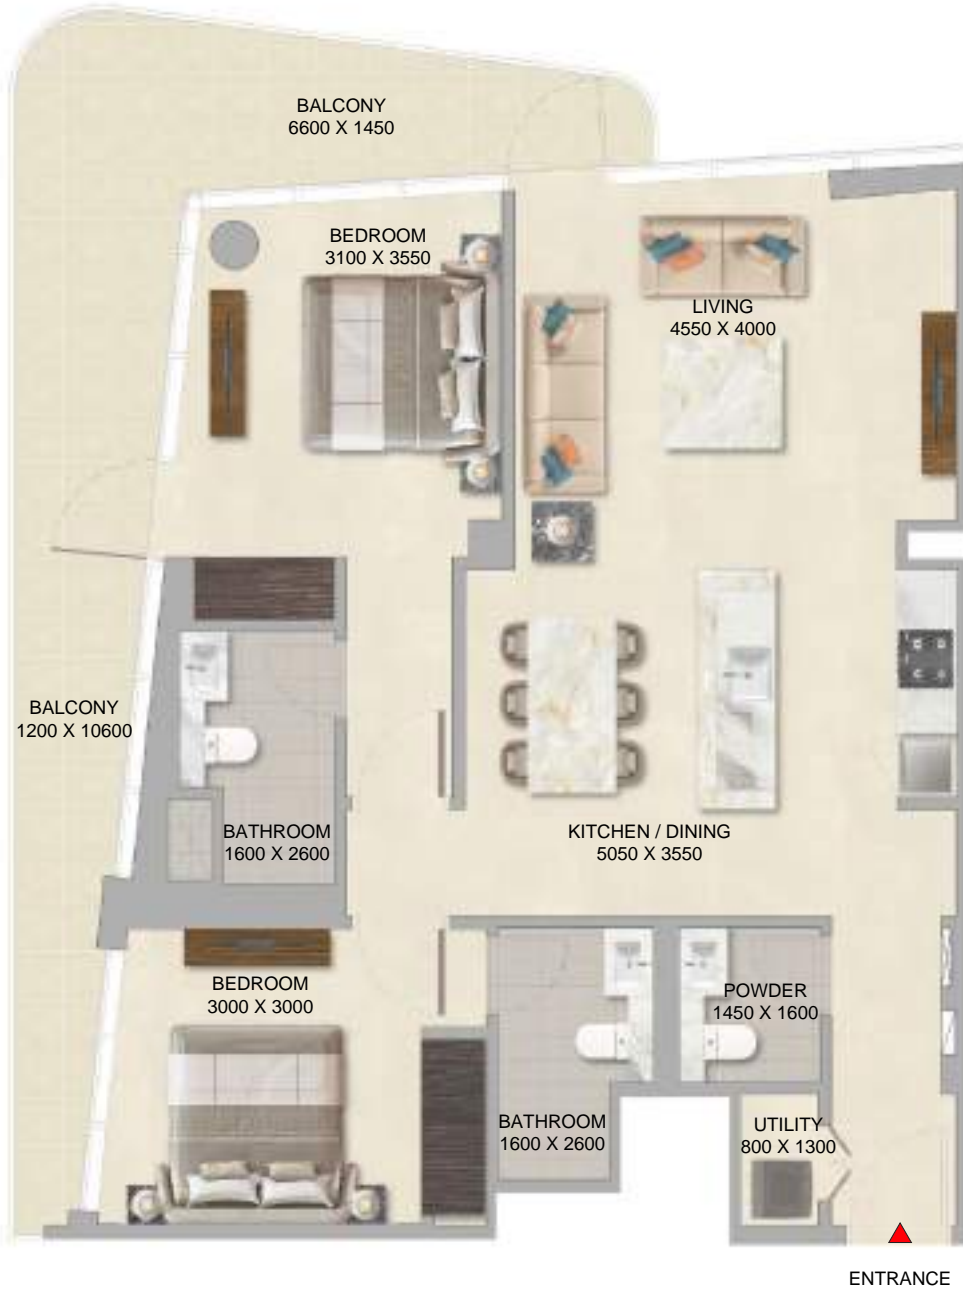 BALCONY
6600 X 1450
BEDROOM
3100 X 3550
LIVING
4550 X 4000
BALCONY
1200 X 10600
BATHROOM
1600 X 2600
KITCHEN / DINING
5050 X 3550
BEDROOM
3000 X 3000
POWDER
1450 X 1600
BATHROOM
1600 X 2600
UTILITY
800 X 1300
ENTRANCE